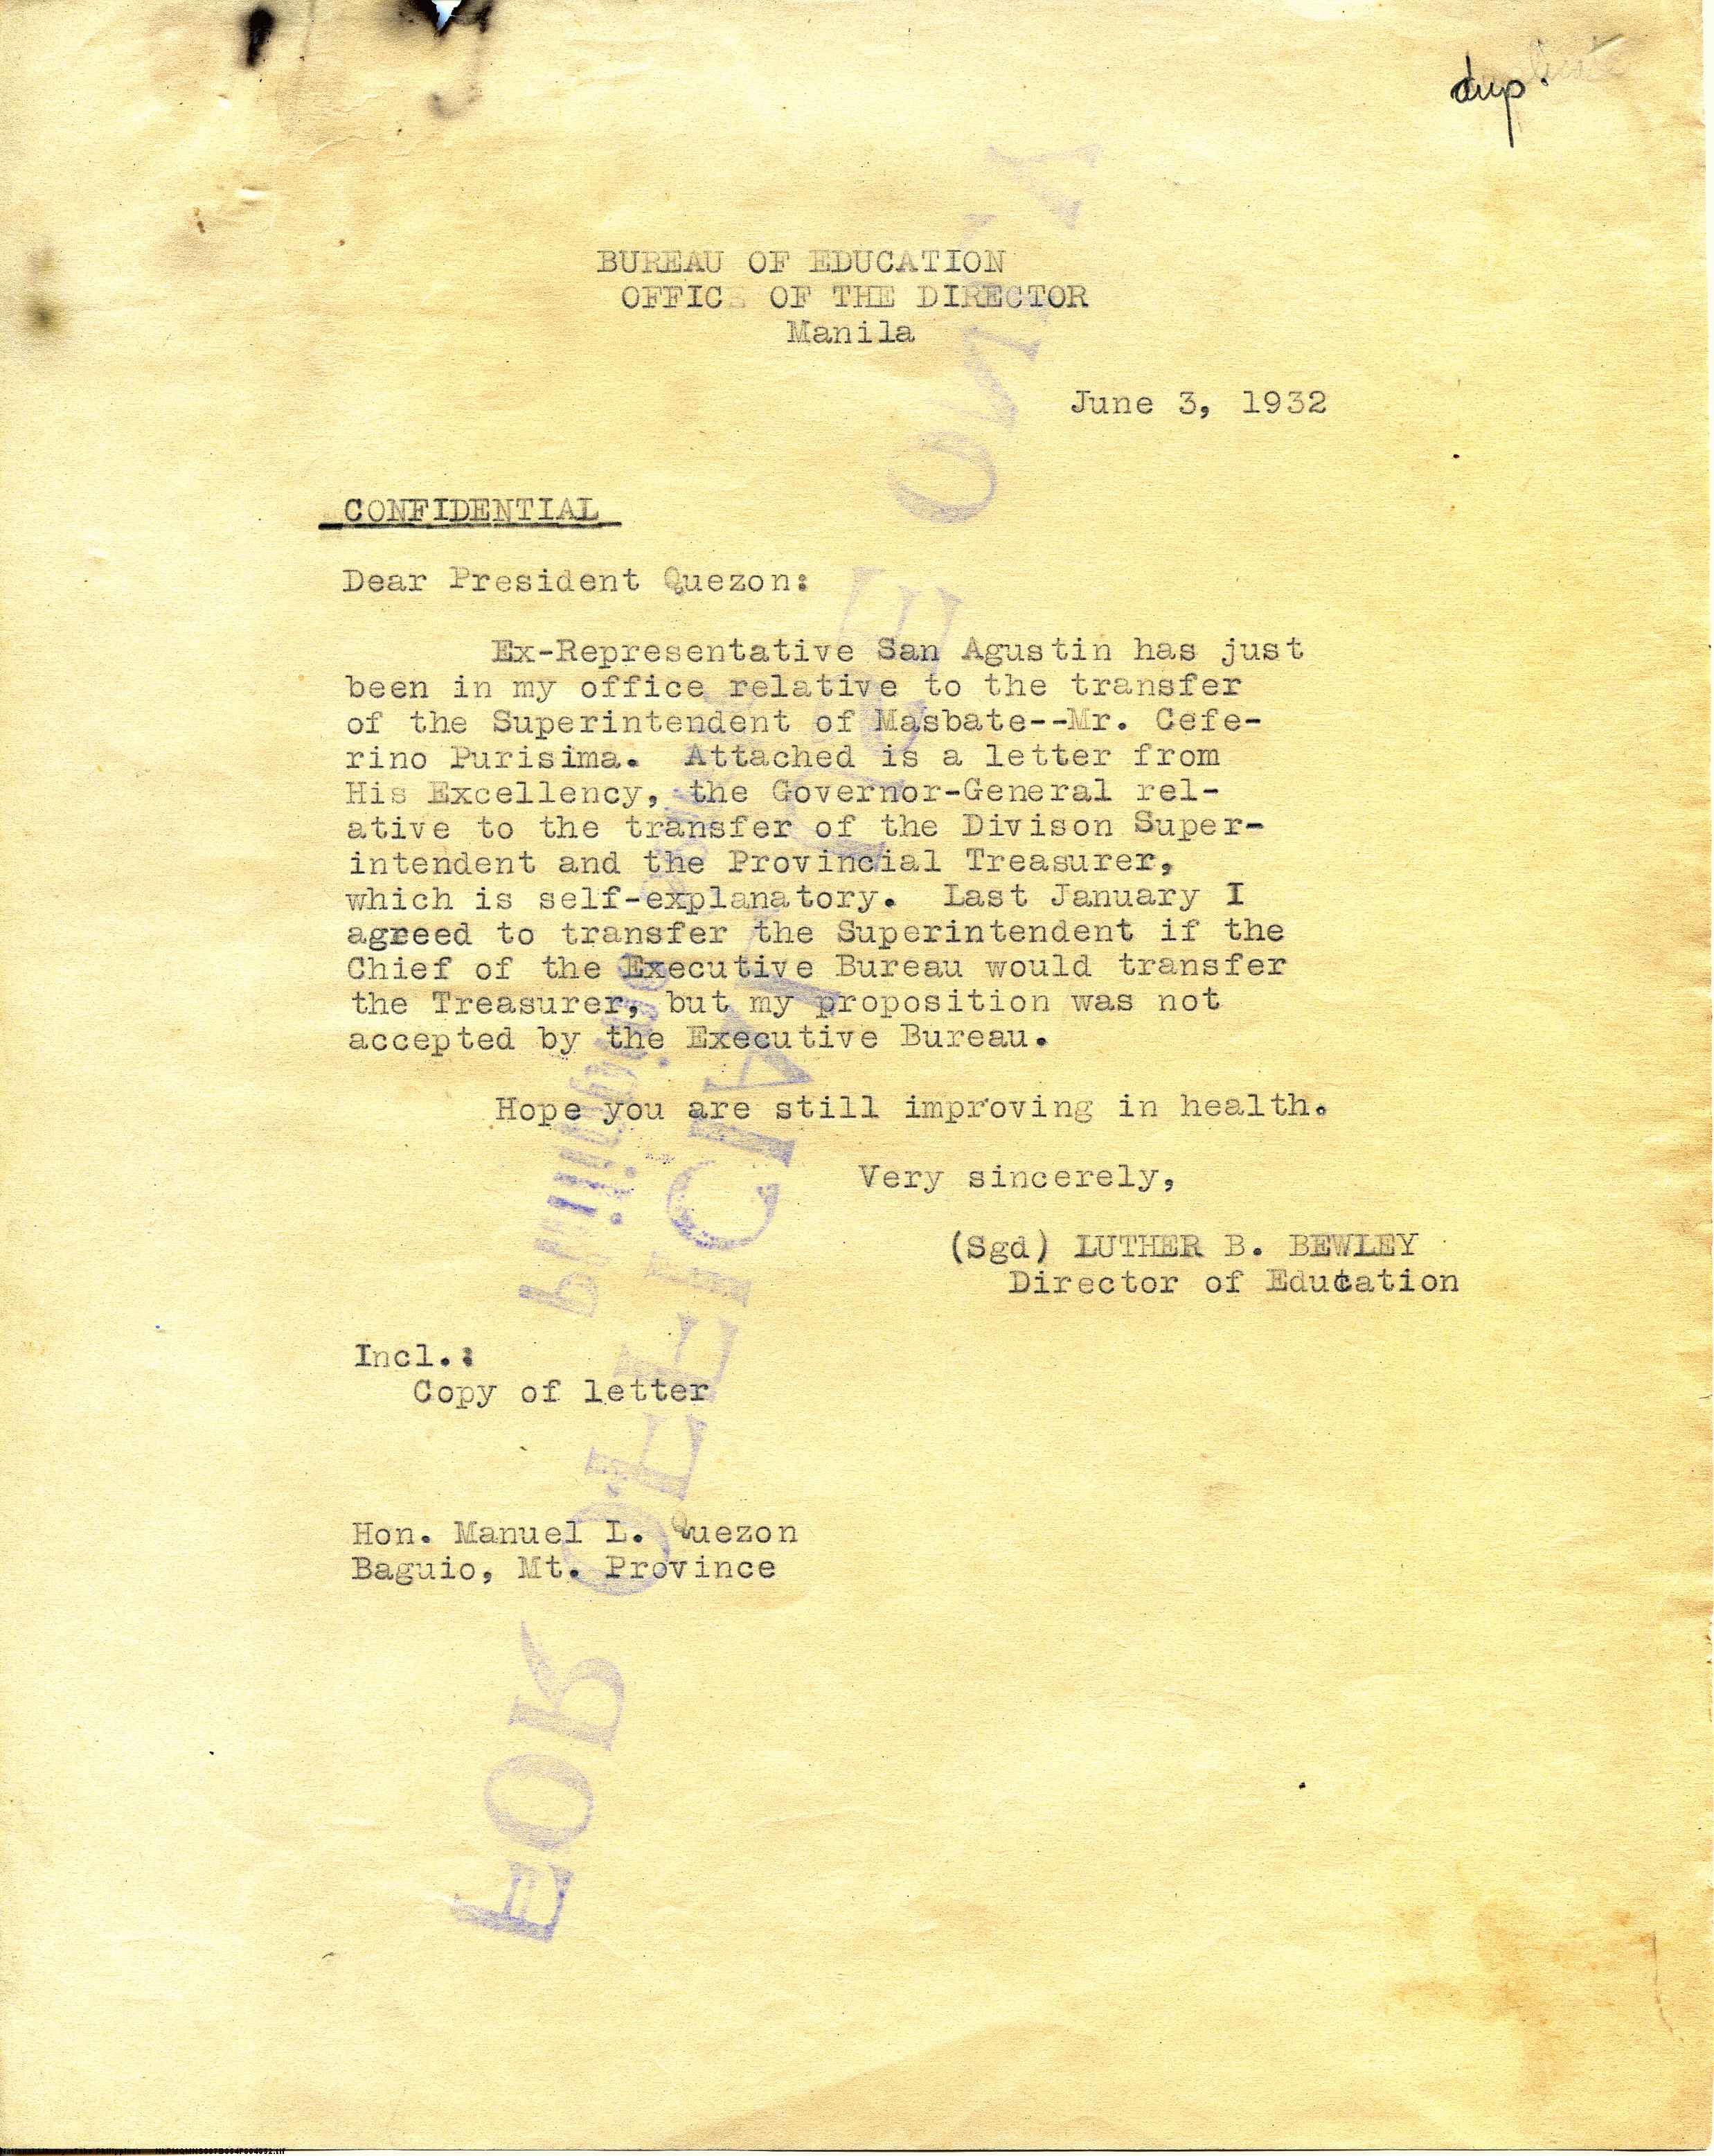 dup.
BUREAU OF EDUCATION
OFFICE OF THE DIRECTOR
Manila
June 3, 1932
CONFIDENTIAL
Dear President Quezon:
Ex-Representative San Agustin has just
been in my office relative to the transfer
of the Superintendent of Masbate--Mr. Cefe-
rino Purisima. Attached is a letter from
His Excellency, the Governor-General rel-
ative to the transfer of the Divison Super-
intendent and the Provincial Treasurer,
which is self-explanatory. Last January I
agreed to transfer the Superintendent if the
Chief of the Executive Bureau would transfer
the Treasurer, but my proposition was not
accepted by the Executive Bureau.
Hope you are still improving in health.
Very sincerely,
(Sgd) LUTHER B. BEWLEY
Director of Education
Incl.:
Copy of letter
Hon. Manuel L. Quezon
Baguio, Mt. Province
FOR OFFICIAL USE ONLY